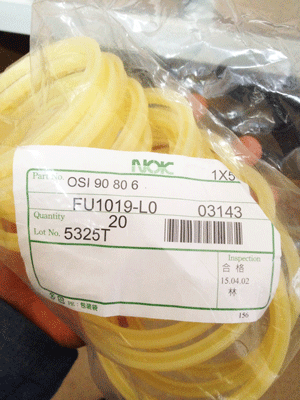 NOK
Part No. OSI 90 80 6 1X5
FU1019-L0 03143
Quantity 20
Lot No. 5325T
Inspection
合格
15.04.02
林
156